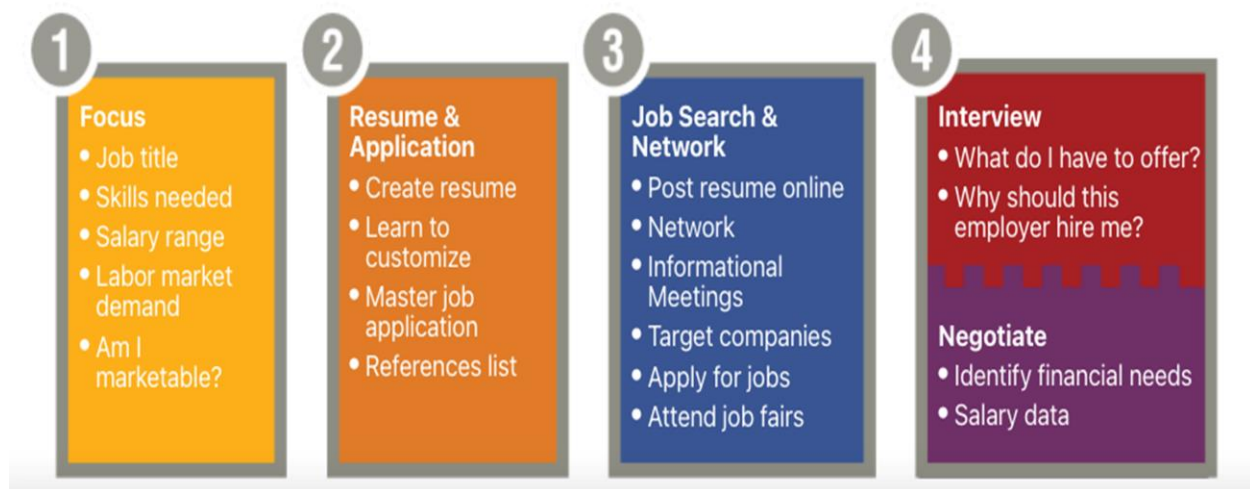 1
Focus
• Job title
• Skills needed
• Salary range
• Labor market
demand
• Am I
marketable?
2
Resume &
Application
• Create resume
• Learn to
customize
• Master job
application
• References list
3
Job Search &
Network
• Post resume online
• Network
• Informational
Meetings
• Target companies
• Apply for jobs
• Attend job fairs
4
Interview
• What do I have to offer?
• Why should this
employer hire me?
Negotiate
• Identify financial needs
• Salary data